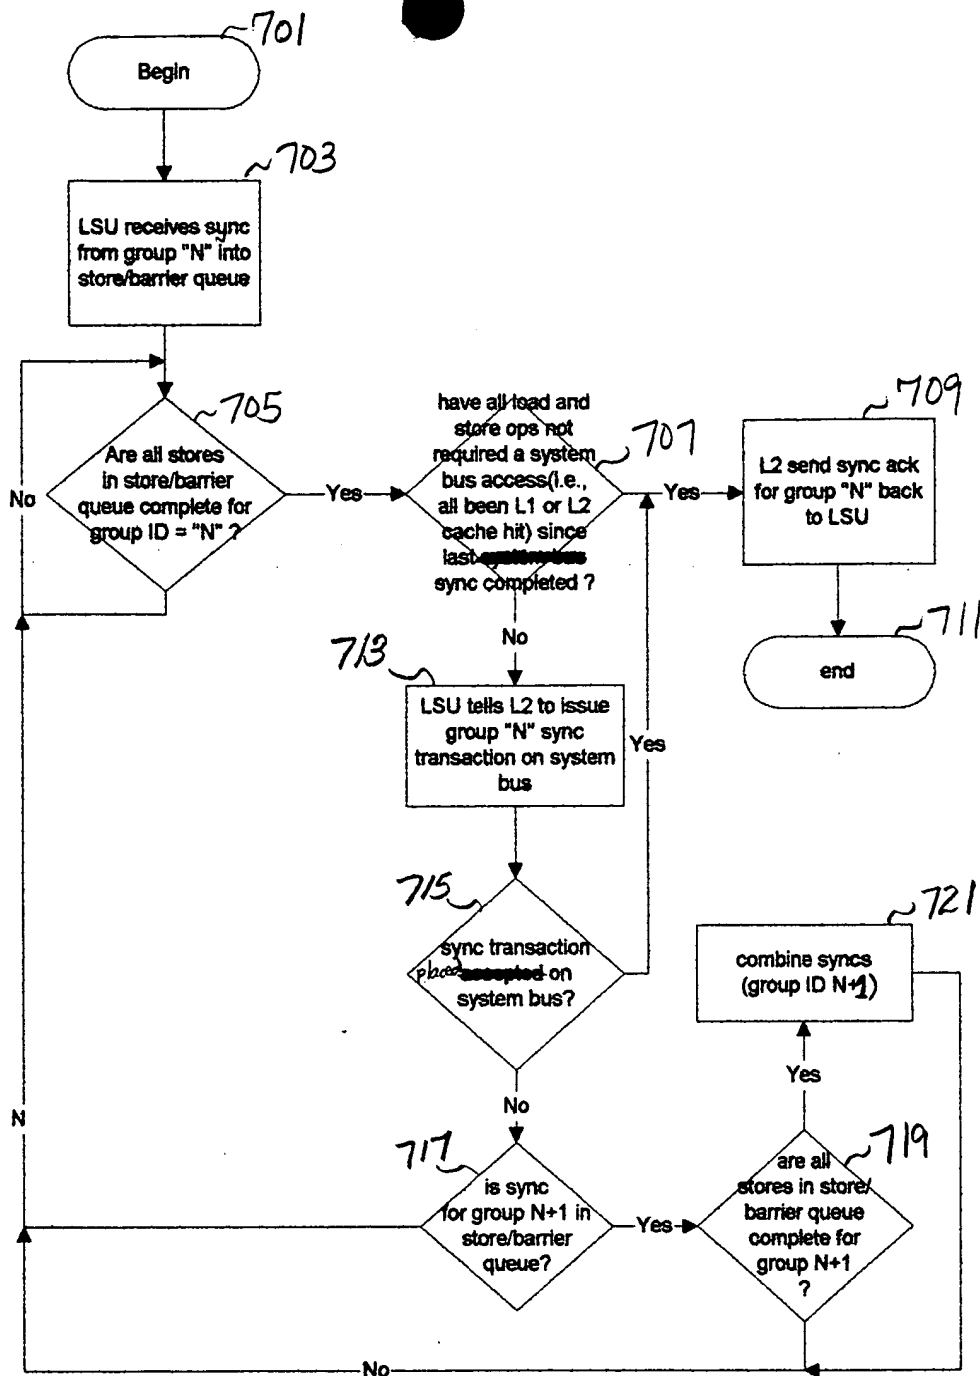 701
Begin
703
LSU receives sync
from group "N" into
store/barrier queue
705
Are all stores
in store/barrier
queue complete for
group ID = "N" ?
No
Yes
have all load and
store ops not
required a system
bus access(i.e.,
all been L1 or L2
cache hit) since
last system bus
sync completed ?
707
Yes
709
L2 send sync ack
for group "N" back
to LSU
711
end
No
713
LSU tells L2 to issue
group "N" sync
transaction on system
bus
Yes
715
sync transaction
placed accepted on
system bus?
721
combine syncs
(group ID N+1)
Yes
No
N
717
is sync
for group N+1 in
store/barrier
queue?
Yes
719
are all
stores in store/
barrier queue
complete for
group N+1
?
No